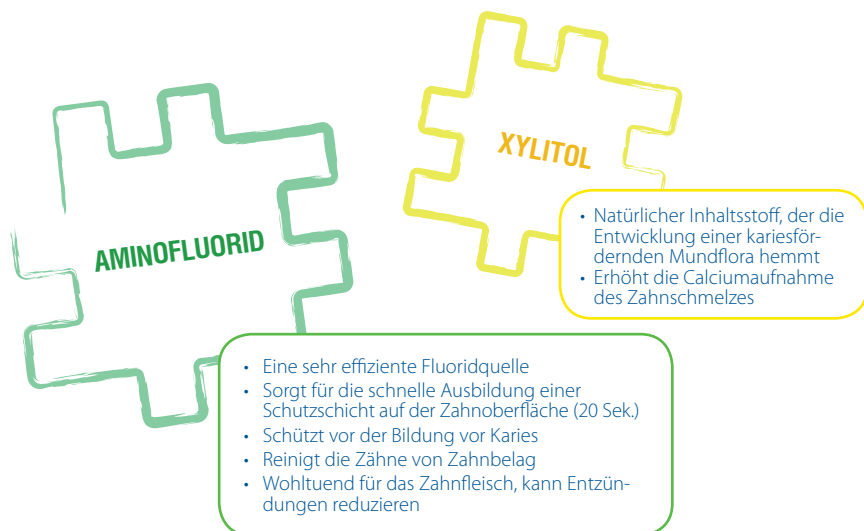 XYLITOL
• Natürlicher Inhaltsstoff, der die
Entwicklung einer kariesför-
dernden Mundflora hemmt
• Erhöht die Calciumaufnahme
des Zahnschmelzes
AMINOFLUORID
• Eine sehr effiziente Fluoridquelle
• Sorgt für die schnelle Ausbildung einer
Schutzschicht auf der Zahnoberfläche (20 Sek.)
• Schützt vor der Bildung vor Karies
• Reinigt die Zähne von Zahnbelag
• Wohltuend für das Zahnfleisch, kann Entzün-
dungen reduzieren